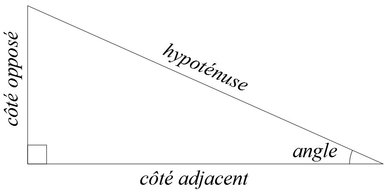 côté opposé
hypoténuse
angle
côté adjacent